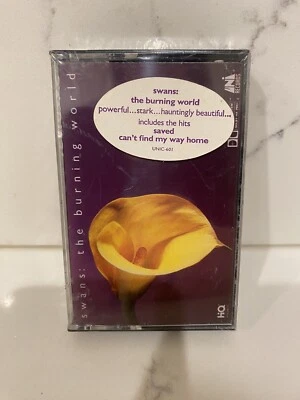 swans: the burning world
UNI
swans:
the burning world
powerful...stark...hauntingly beautiful...
includes the hits
saved
can't find my way home
UNIC-601
HQ